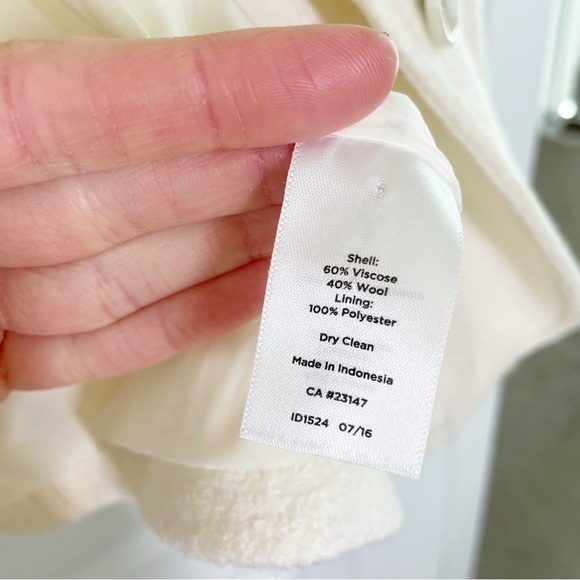 Shell:
60% Viscose
40% Wool
Lining:
100% Polyester
Dry Clean
Made in Indonesia
CA #23147
ID1524 07/16